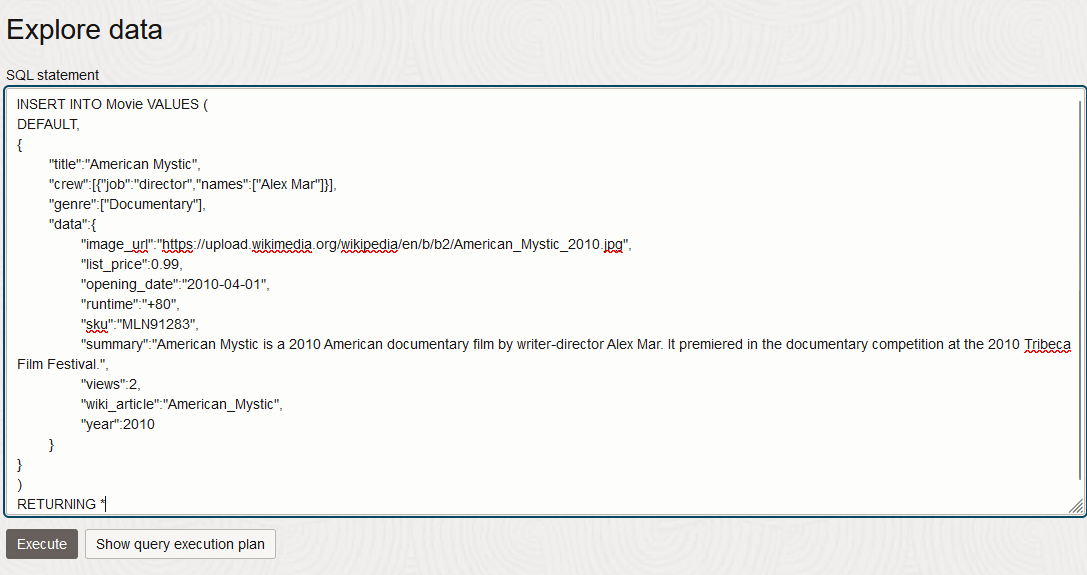 Explore data
SQL statement
INSERT INTO Movie VALUES (
DEFAULT,
{
"title":"American Mystic",
"crew":[{"job":"director","names":["Alex Mar"]}],
"genre":["Documentary"],
"data":{
"image_url":"https://upload.wikimedia.org/wikipedia/en/b/b2/American_Mystic_2010.jpg",
"list_price":0.99,
"opening_date":"2010-04-01",
"runtime":"+80",
"sku":"MLN91283",
"summary":"American Mystic is a 2010 American documentary film by writer-director Alex Mar. It premiered in the documentary competition at the 2010 Tribeca
Film Festival.",
"views":2,
"wiki_article":"American_Mystic",
"year":2010
}
}
)
RETURNING *
Execute Show query execution plan